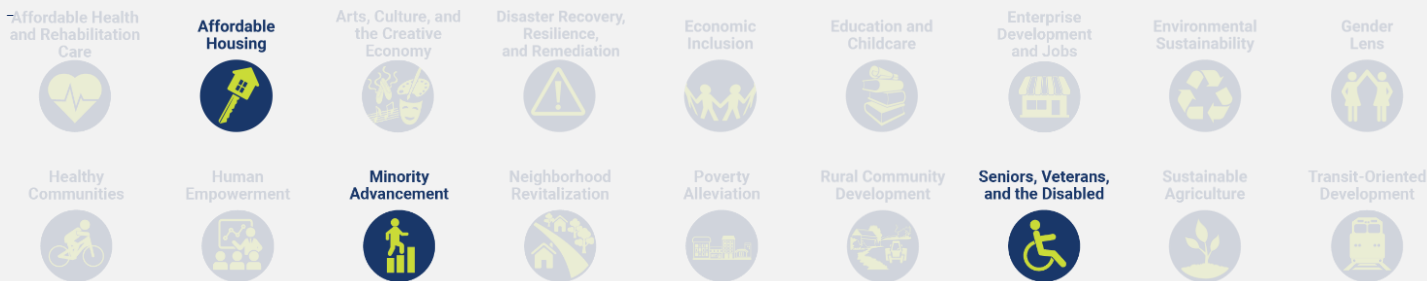 Affordable Health
and Rehabilitation
Care
Affordable
Housing
Arts, Culture, and
the Creative
Economy
Disaster Recovery,
Resilience,
and Remediation
Economic
Inclusion
Education and
Childcare
Enterprise
Development
and Jobs
Environmental
Sustainability
Gender
Lens
Healthy
Communities
Human
Empowerment
Minority
Advancement
Neighborhood
Revitalization
Poverty
Alleviation
Rural Community
Development
Seniors, Veterans,
and the Disabled
Sustainable
Agriculture
Transit-Oriented
Development